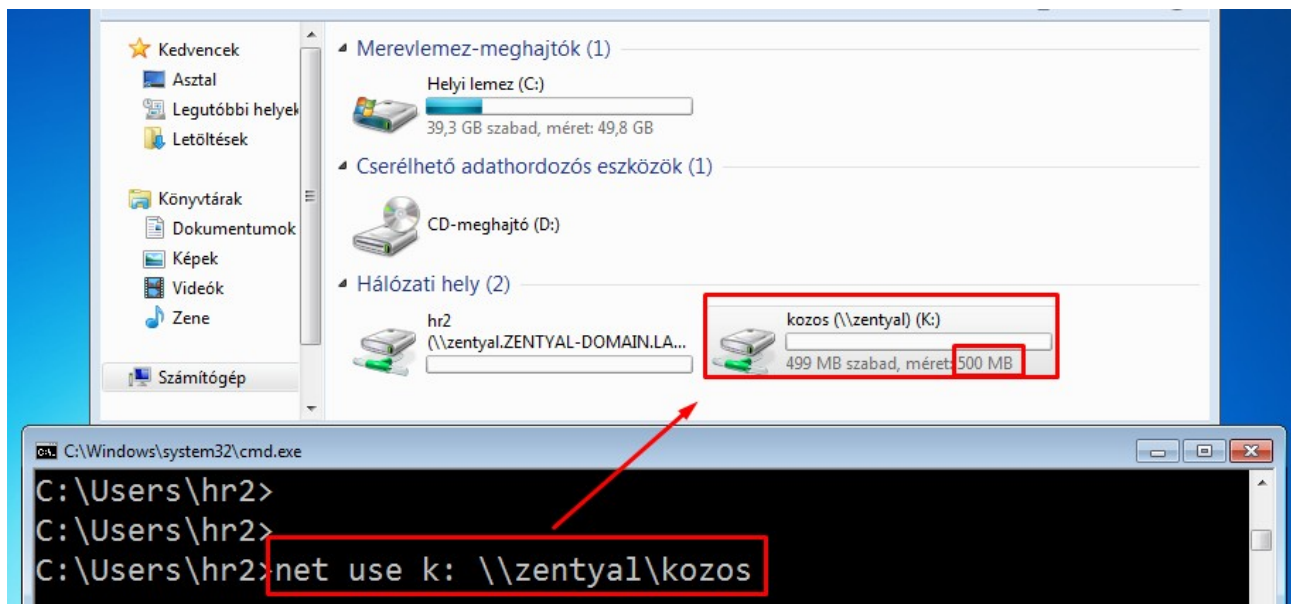 Kedvencek
Asztal
Legutóbbi helyek
Letöltések
Könyvtárak
Dokumentumok
Képek
Videók
Zene
Számítógép
Merevlemez-meghajtók (1)
Helyi lemez (C:)
39,3 GB szabad, méret: 49,8 GB
Cserélhető adathordozós eszközök (1)
CD-meghajtó (D:)
Hálózati hely (2)
hr2
(\\zentyal.ZENTYAL-DOMAIN.LA...
kozos (\\zentyal) (K:)
499 MB szabad, méret: 500 MB
C:\Windows\system32\cmd.exe
C:\Users\hr2>
C:\Users\hr2>
C:\Users\hr2>net use k: \\zentyal\kozos